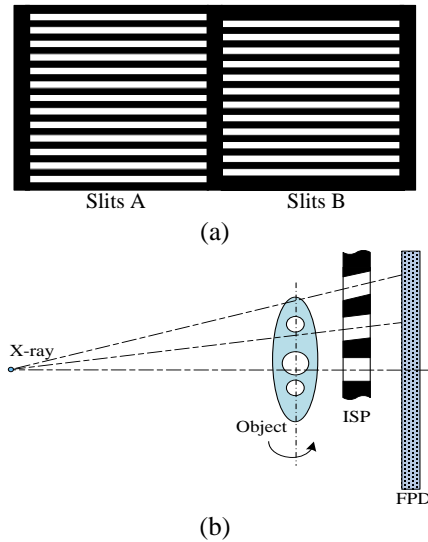 Slits A
Slits B
(a)
X-ray
Object
ISP
FPD
(b)